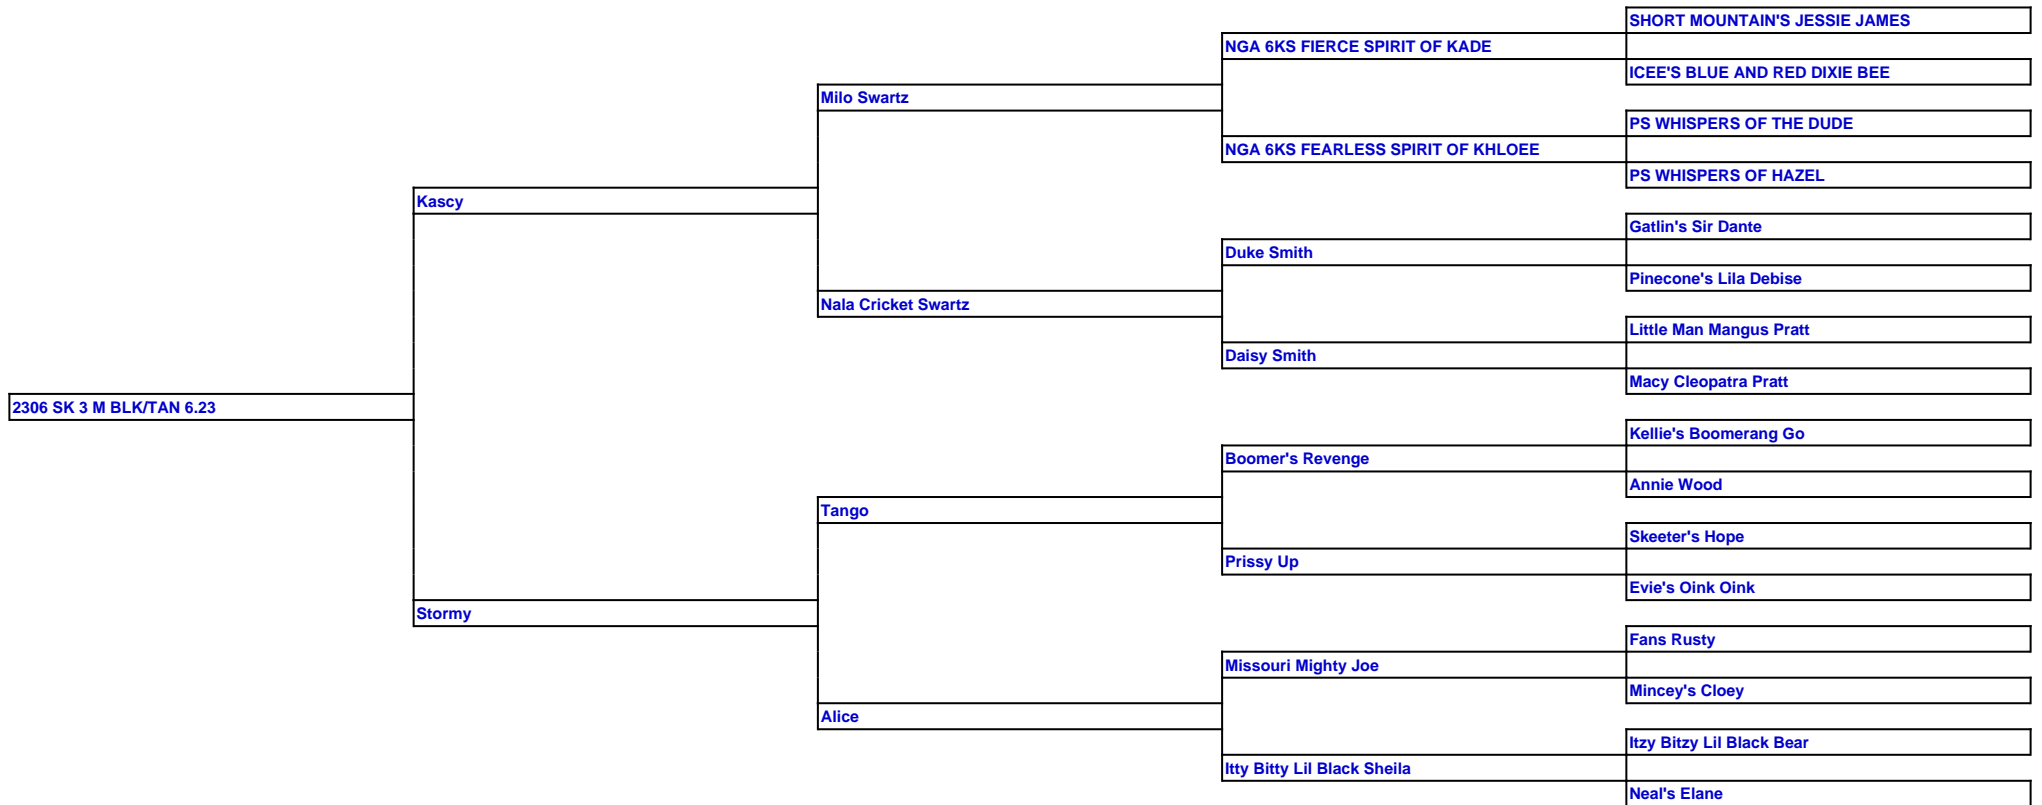 SHORT MOUNTAIN'S JESSIE JAMES
NGA 6KS FIERCE SPIRIT OF KADE
ICEE'S BLUE AND RED DIXIE BEE
Milo Swartz
PS WHISPERS OF THE DUDE
NGA 6KS FEARLESS SPIRIT OF KHLOEE
PS WHISPERS OF HAZEL
Kascy
Gatlin's Sir Dante
Duke Smith
Pinecone's Lila Debise
Nala Cricket Swartz
Little Man Mangus Pratt
Daisy Smith
Macy Cleopatra Pratt
2306 SK 3 M BLK/TAN 6.23
Kellie's Boomerang Go
Boomer's Revenge
Annie Wood
Tango
Skeeter's Hope
Prissy Up
Evie's Oink Oink
Stormy
Fans Rusty
Missouri Mighty Joe
Mincey's Cloey
Alice
Itzy Bitzy Lil Black Bear
Itty Bitty Lil Black Sheila
Neal's Elane